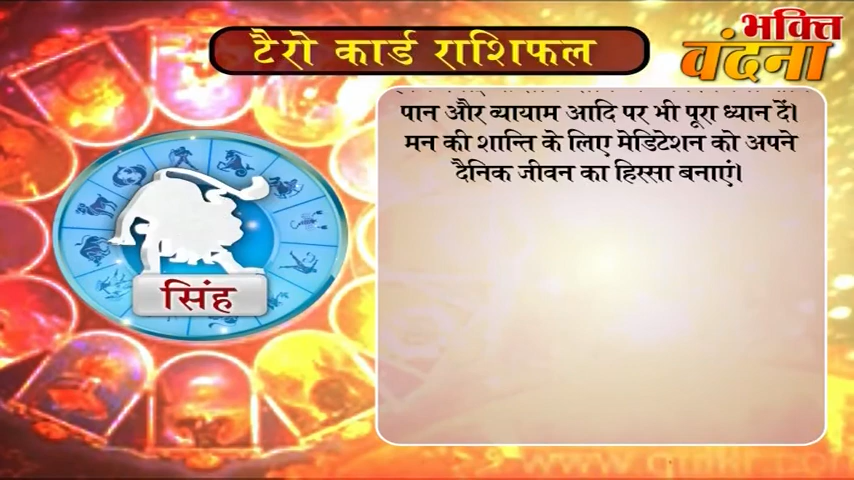 टैरो कार्ड राशिफल
भक्ति
वंदना
पान और व्यायाम आदि पर भी पूरा ध्यान दें।
मन की शान्ति के लिए मेडिटेशन को अपने
दैनिक जीवन का हिस्सा बनाएं।
सिंह